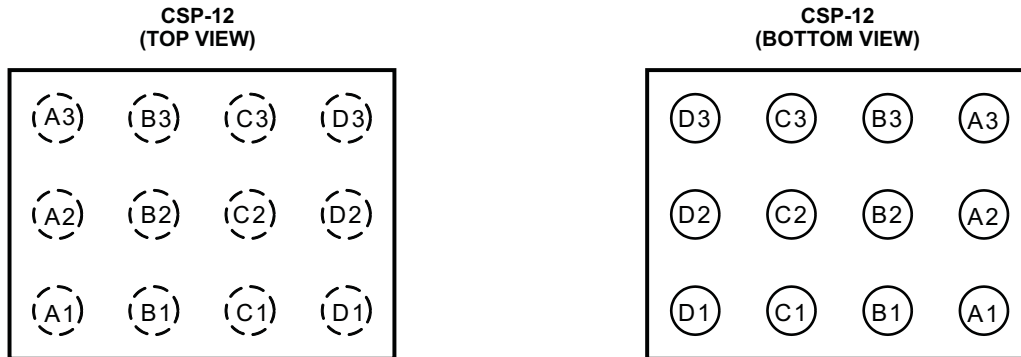 CSP-12
(TOP VIEW)
A3 B3 C3 D3
A2 B2 C2 D2
A1 B1 C1 D1
CSP-12
(BOTTOM VIEW)
D3 C3 B3 A3
D2 C2 B2 A2
D1 C1 B1 A1